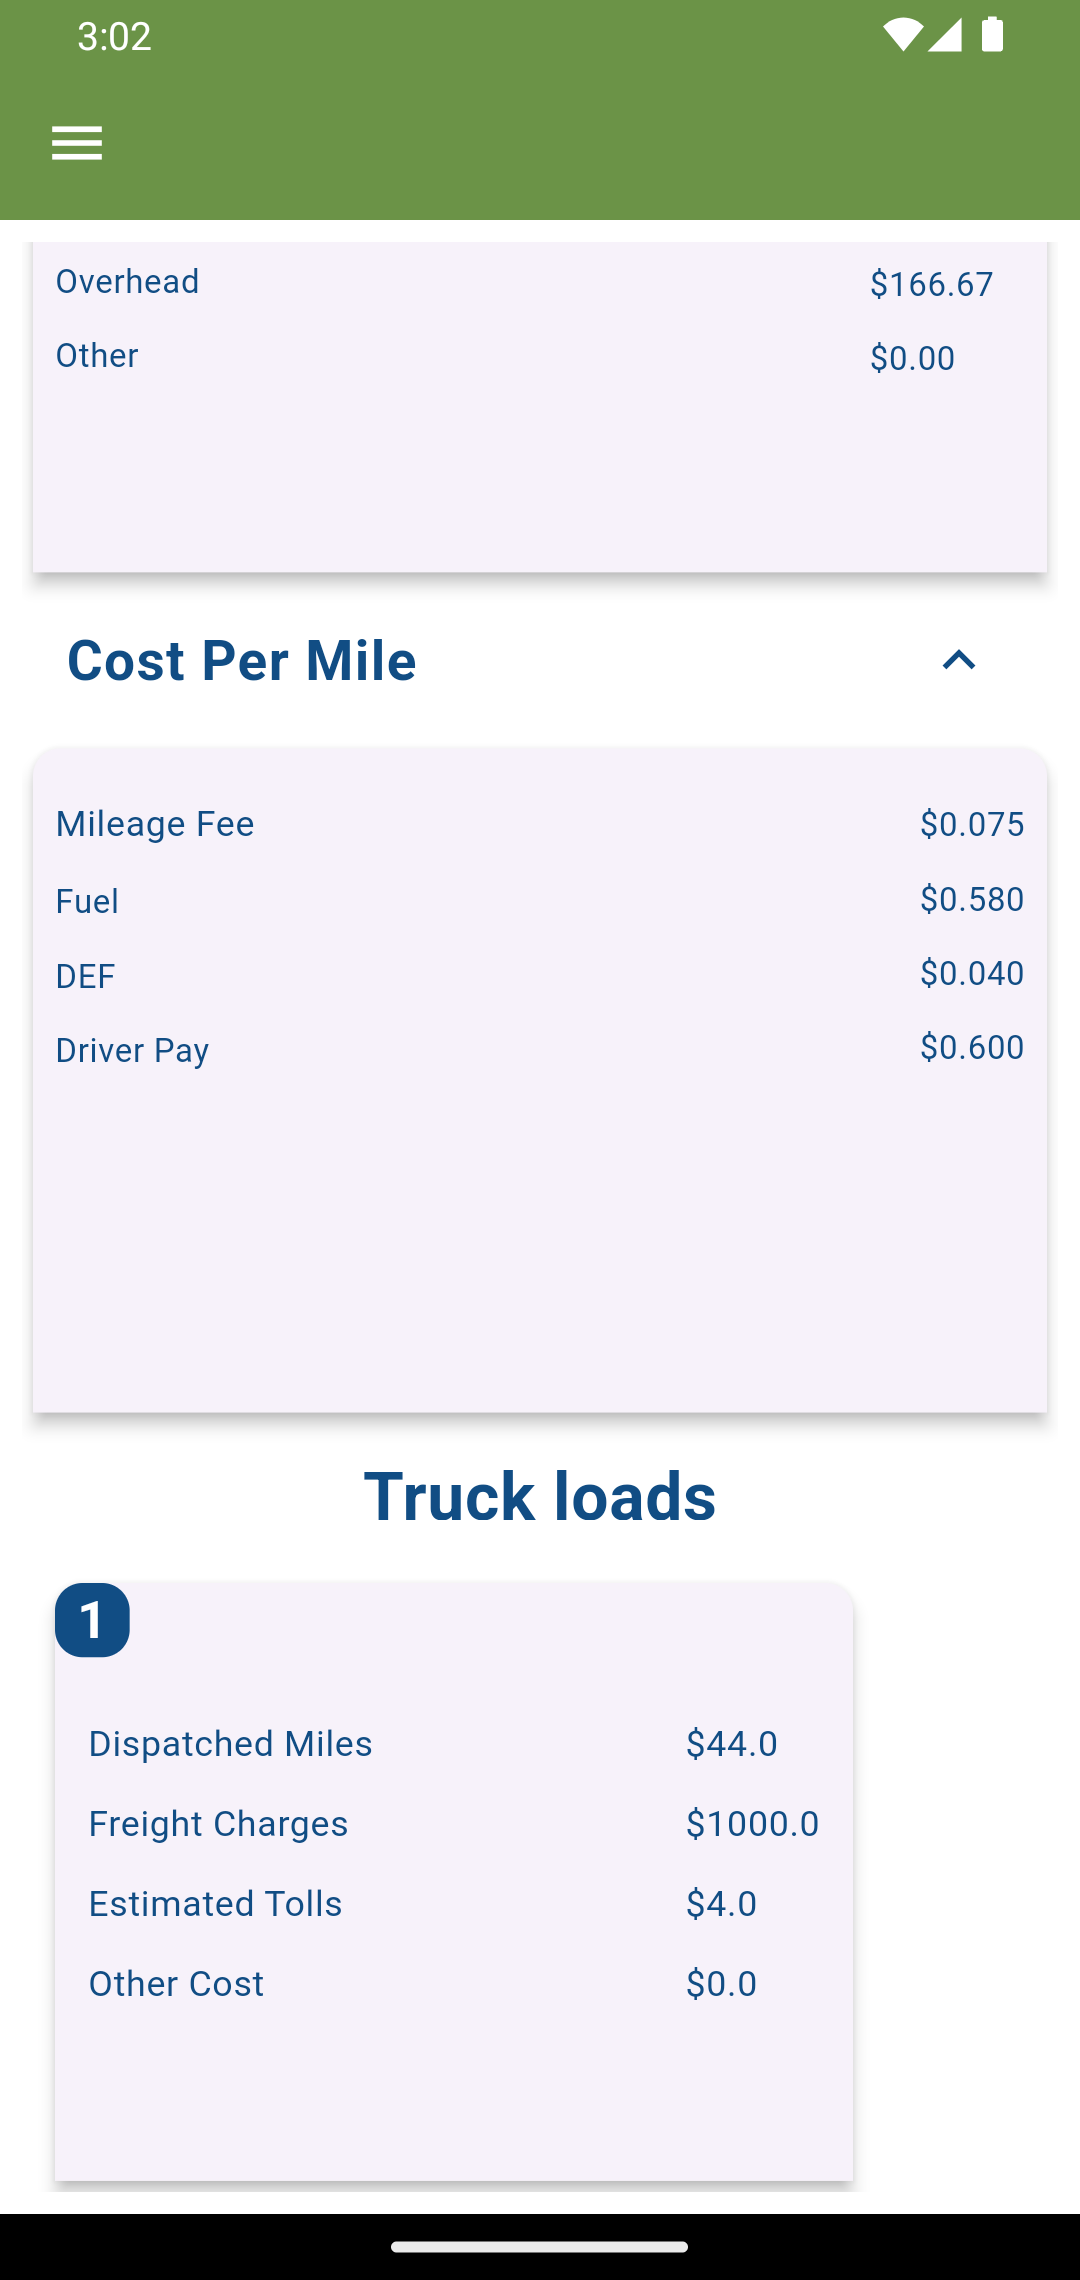 3:02
Overhead $166.67
Other $0.00
Cost Per Mile
Mileage Fee $0.075
Fuel $0.580
DEF $0.040
Driver Pay $0.600
Truck loads
1
Dispatched Miles $44.0
Freight Charges $1000.0
Estimated Tolls $4.0
Other Cost $0.0